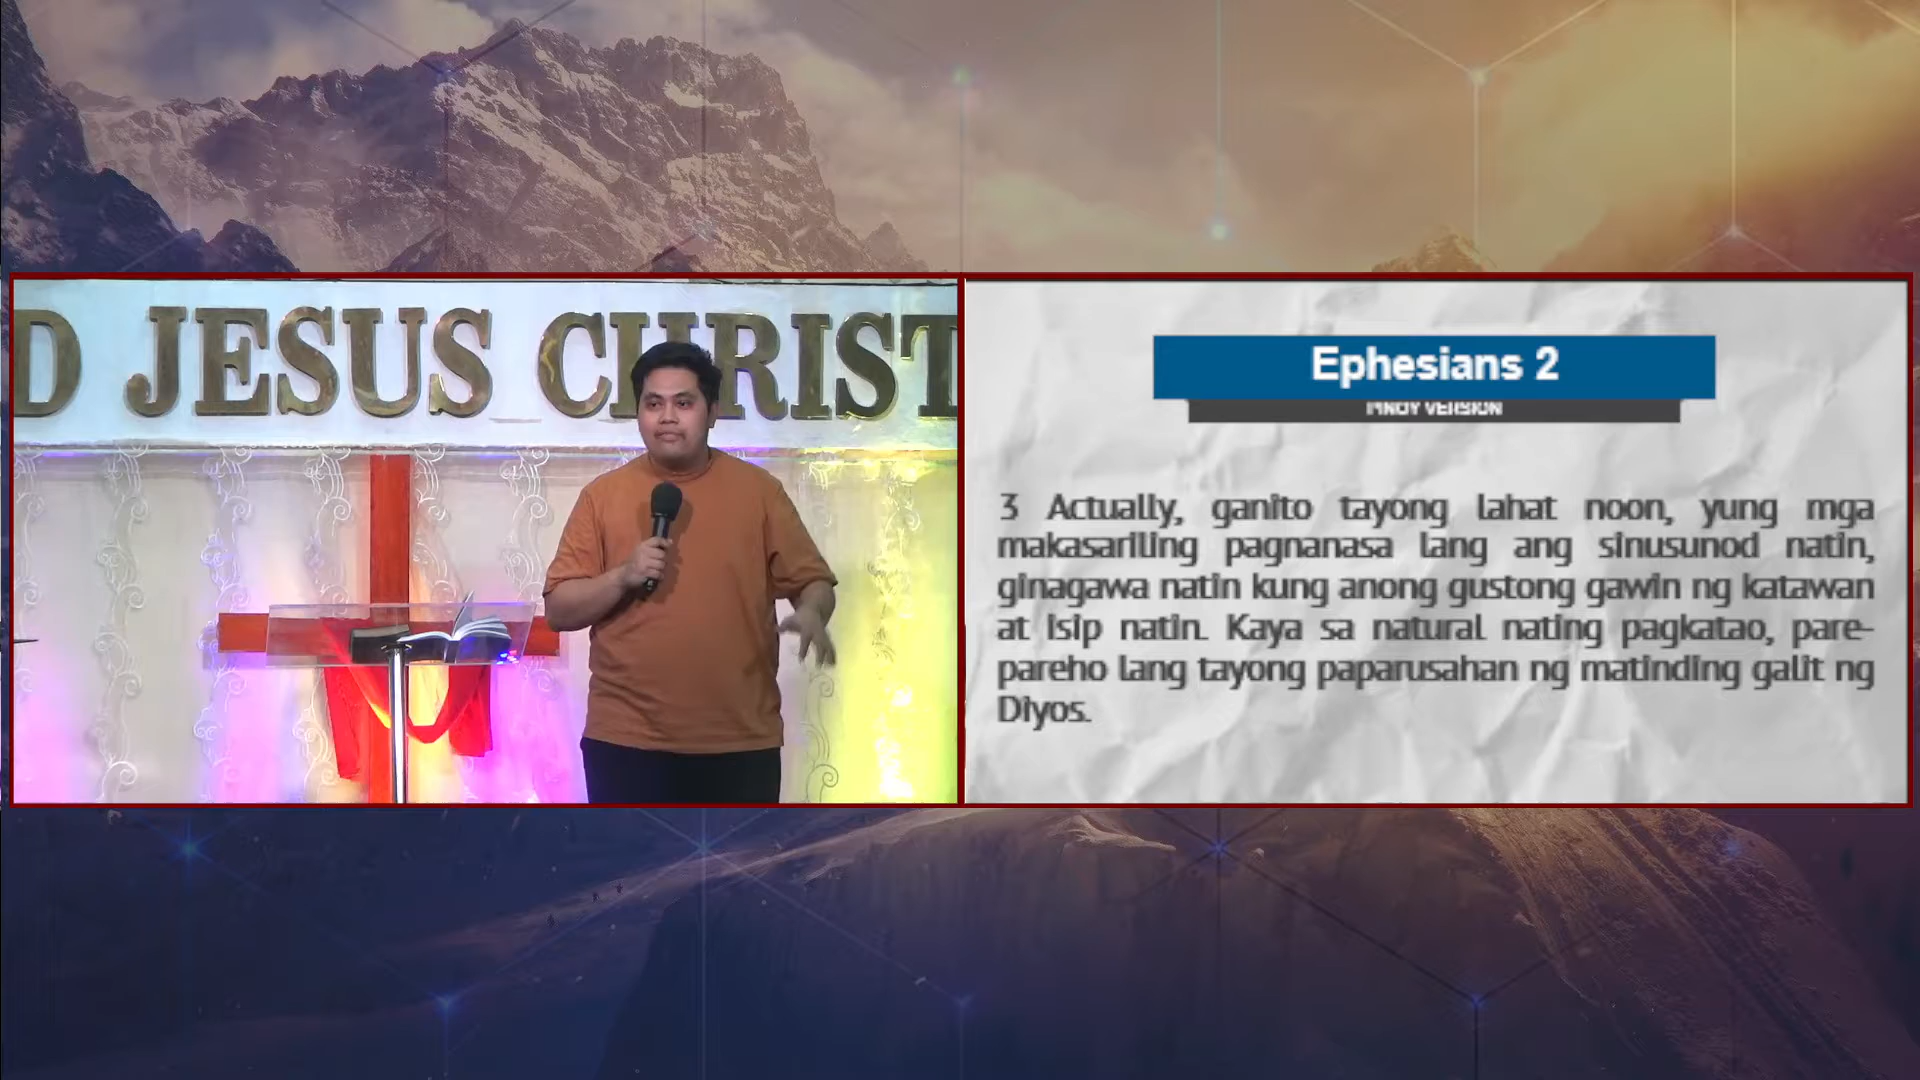 D JESUS CHRIST
Ephesians 2
PINOY VERSION
3 Actually, ganito tayong lahat noon, yung mga
makasariling pagnanasa lang ang sinusunod natin,
ginagawa natin kung anong gustong gawin ng katawan
at isip natin. Kaya sa natural nating pagkatao, pare-
pareho lang tayong paparusahan ng matinding galit ng
Diyos.